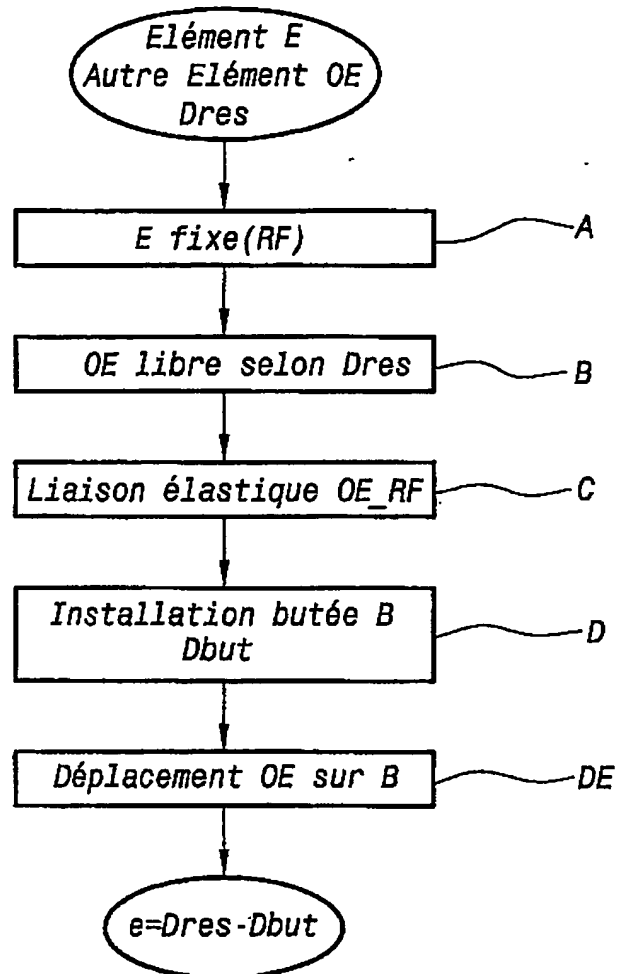 Elément E
Autre Elément OE
Dres
E fixe(RF)
A
OE libre selon Dres
B
Liaison élastique OE_RF
C
Installation butée B
Dbut
D
Déplacement OE sur B
DE
e=Dres-Dbut